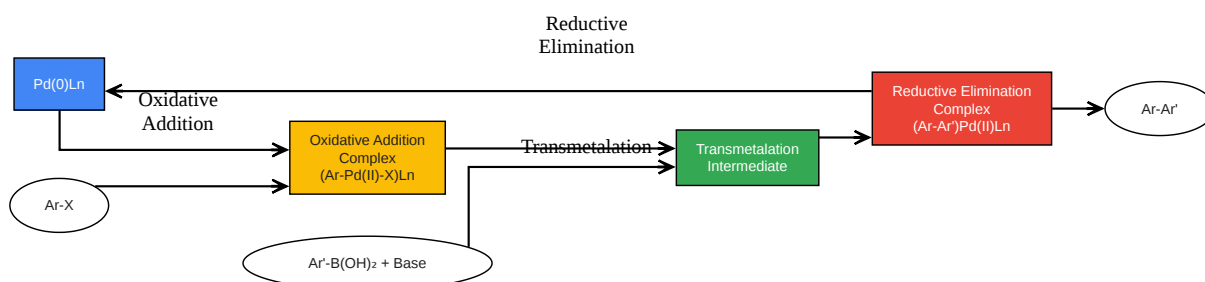 Reductive
Elimination
Pd(0)Ln
Oxidative
Addition
Reductive Elimination
Complex
(Ar-Ar')Pd(II)Ln
Ar-Ar'
Oxidative Addition
Complex
(Ar-Pd(II)-X)Ln
Transmetalation
Transmetalation
Intermediate
Ar-X
Ar'-B(OH)₂ + Base